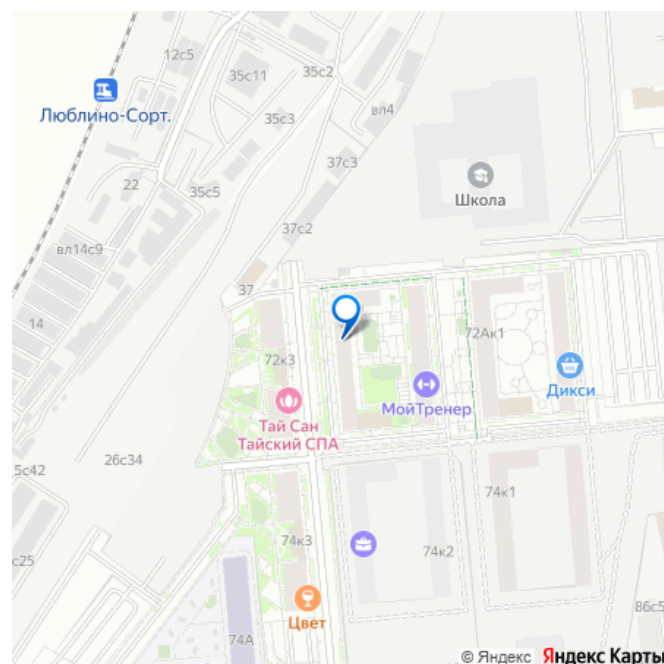 12с5
35с2
35с11
Люблино-Сорт.
35с3
вл4
37с3
22
35с5
Школа
37с2
вл14с9
37
14
72к3
72Ак1
Дикси
МойТренер
Тай Сан
Тайский СПА
26с34
5с42
74к1
74к3
74к2
с25
86с5
Цвет
74А
© Яндекс Яндекс Карты